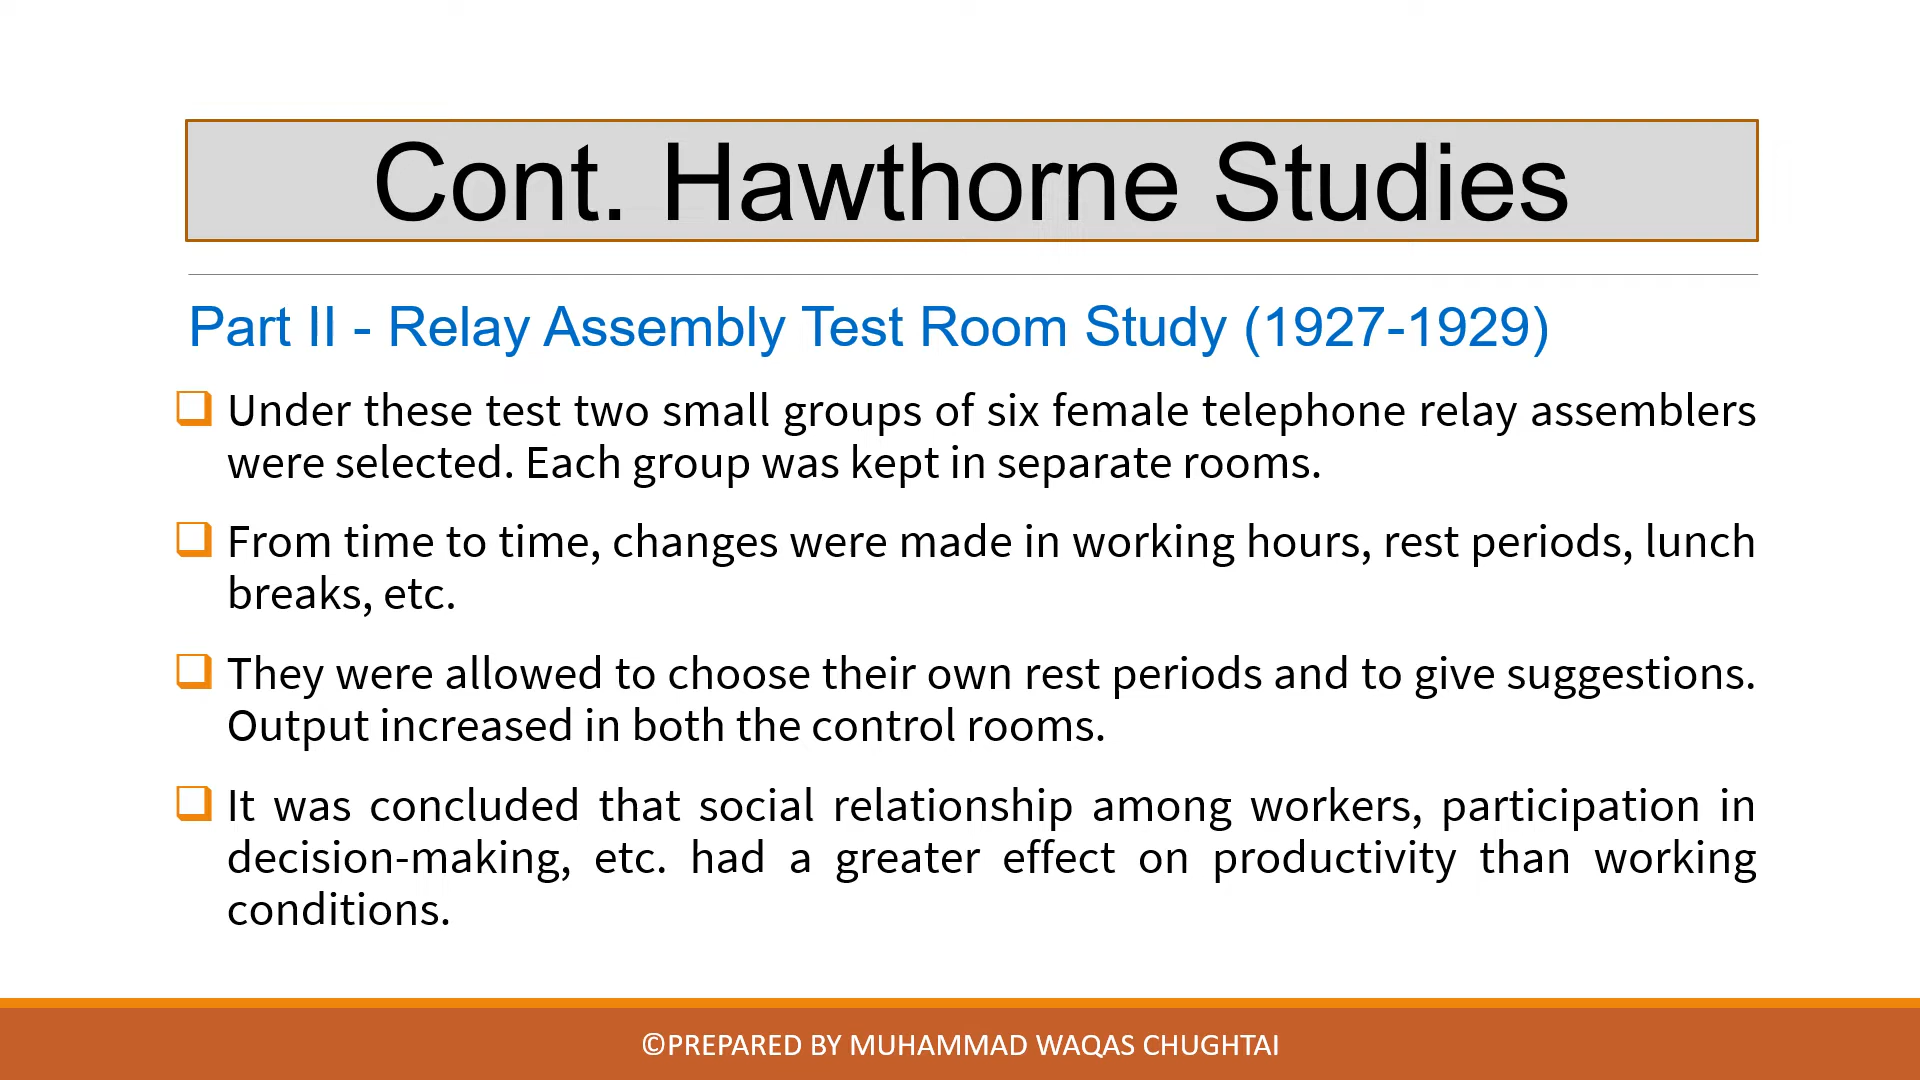 Cont. Hawthorne Studies
Part II - Relay Assembly Test Room Study (1927-1929)
Under these test two small groups of six female telephone relay assemblers
were selected. Each group was kept in separate rooms.
From time to time, changes were made in working hours, rest periods, lunch
breaks, etc.
They were allowed to choose their own rest periods and to give suggestions.
Output increased in both the control rooms.
It was concluded that social relationship among workers, participation in
decision-making, etc. had a greater effect on productivity than working
conditions.
©PREPARED BY MUHAMMAD WAQAS CHUGHTAI